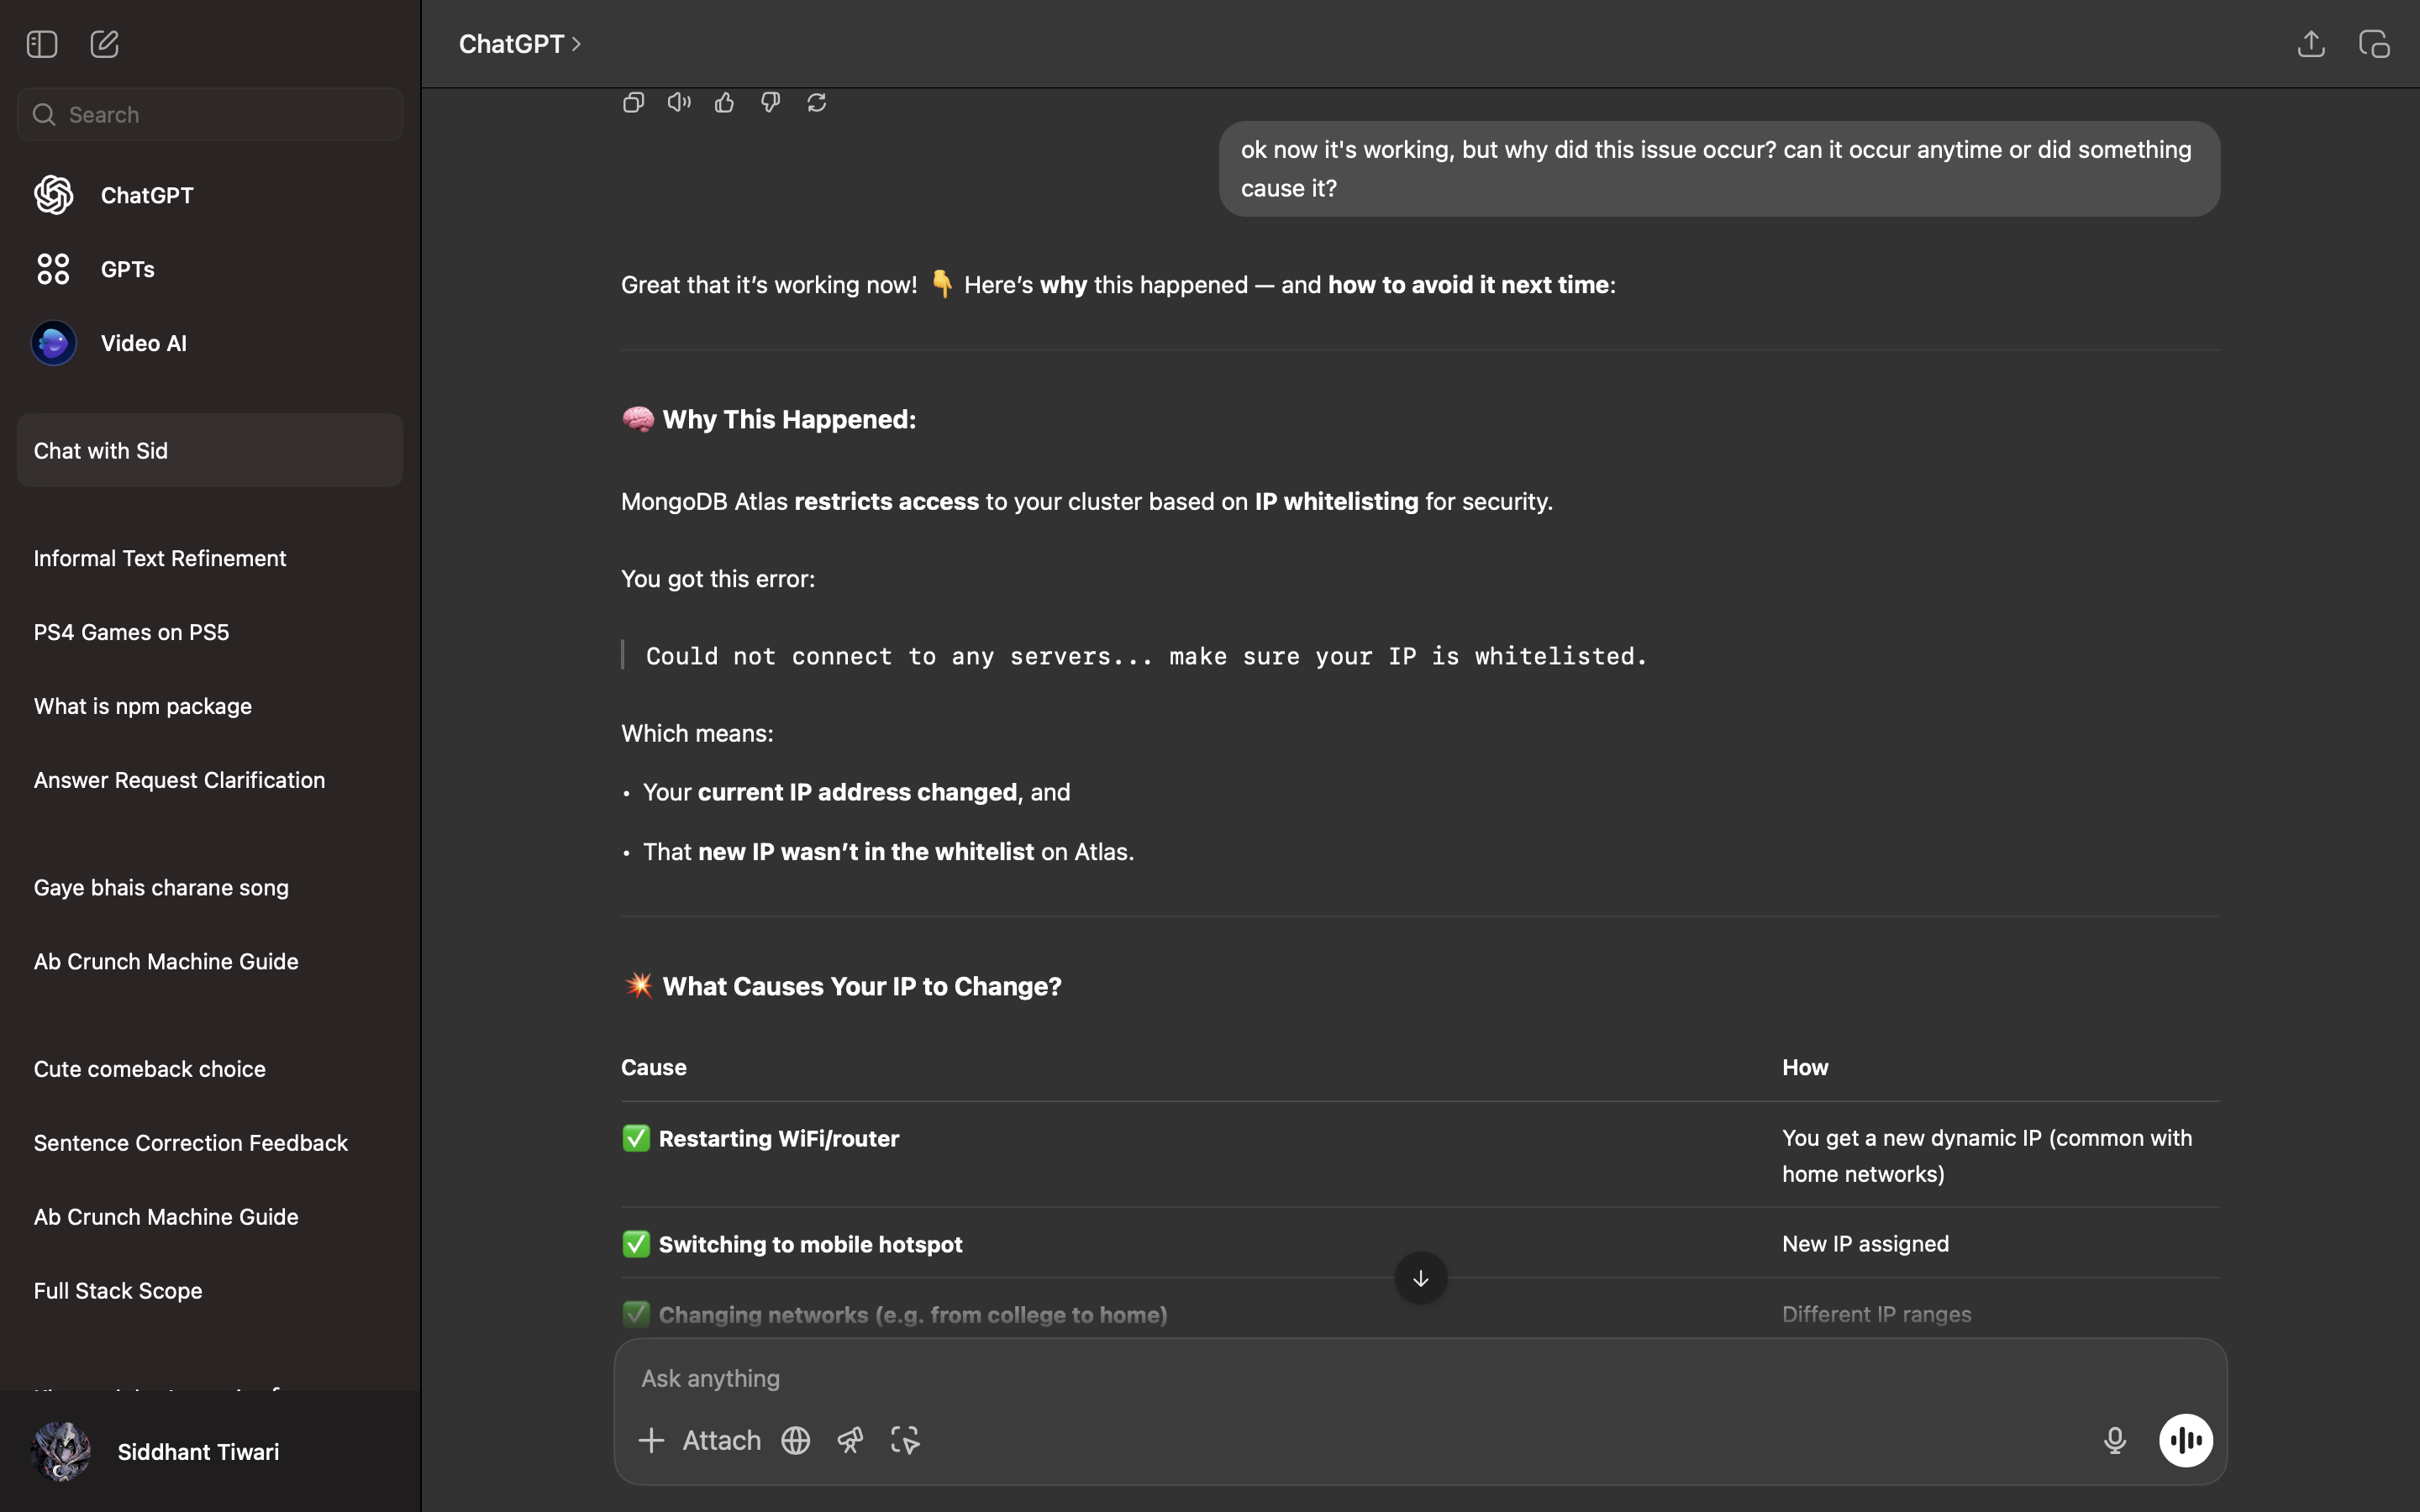 Search
ChatGPT
GPTs
Video AI
Chat with Sid
Informal Text Refinement
PS4 Games on PS5
What is npm package
Answer Request Clarification
Gaye bhais charane song
Ab Crunch Machine Guide
Cute comeback choice
Sentence Correction Feedback
Ab Crunch Machine Guide
Full Stack Scope
Siddhant Tiwari
ChatGPT
ok now it's working, but why did this issue occur? can it occur anytime or did something
cause it?
Great that it’s working now! 👇 Here’s why this happened — and how to avoid it next time:
🧠 Why This Happened:
MongoDB Atlas restricts access to your cluster based on IP whitelisting for security.
You got this error:
Could not connect to any servers... make sure your IP is whitelisted.
Which means:
• Your current IP address changed, and
• That new IP wasn’t in the whitelist on Atlas.
💥 What Causes Your IP to Change?
Cause How
✅ Restarting WiFi/router You get a new dynamic IP (common with
home networks)
✅ Switching to mobile hotspot New IP assigned
✅ Changing networks (e.g. from college to home) Different IP ranges
Ask anything
Attach